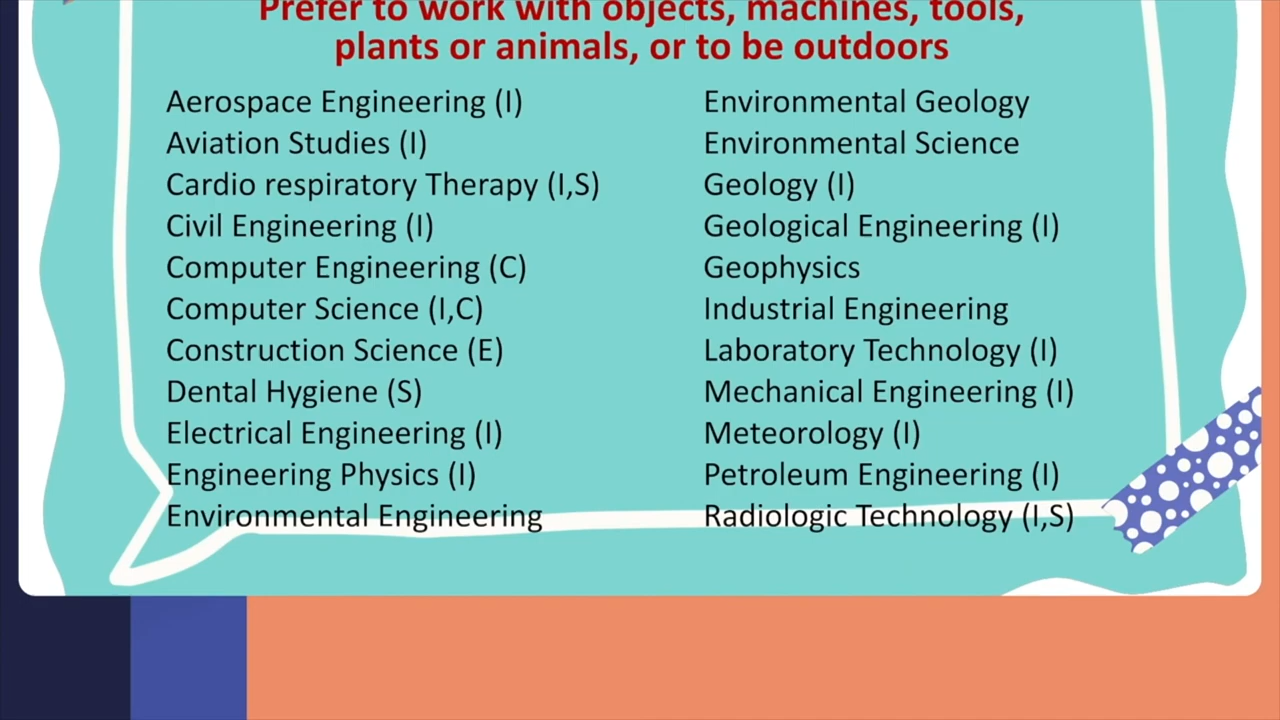 Prefer to work with objects, machines, tools,
plants or animals, or to be outdoors
Aerospace Engineering (I)
Aviation Studies (I)
Cardio respiratory Therapy (I,S)
Civil Engineering (I)
Computer Engineering (C)
Computer Science (I,C)
Construction Science (E)
Dental Hygiene (S)
Electrical Engineering (I)
Engineering Physics (I)
Environmental Engineering
Environmental Geology
Environmental Science
Geology (I)
Geological Engineering (I)
Geophysics
Industrial Engineering
Laboratory Technology (I)
Mechanical Engineering (I)
Meteorology (I)
Petroleum Engineering (I)
Radiologic Technology (I,S)